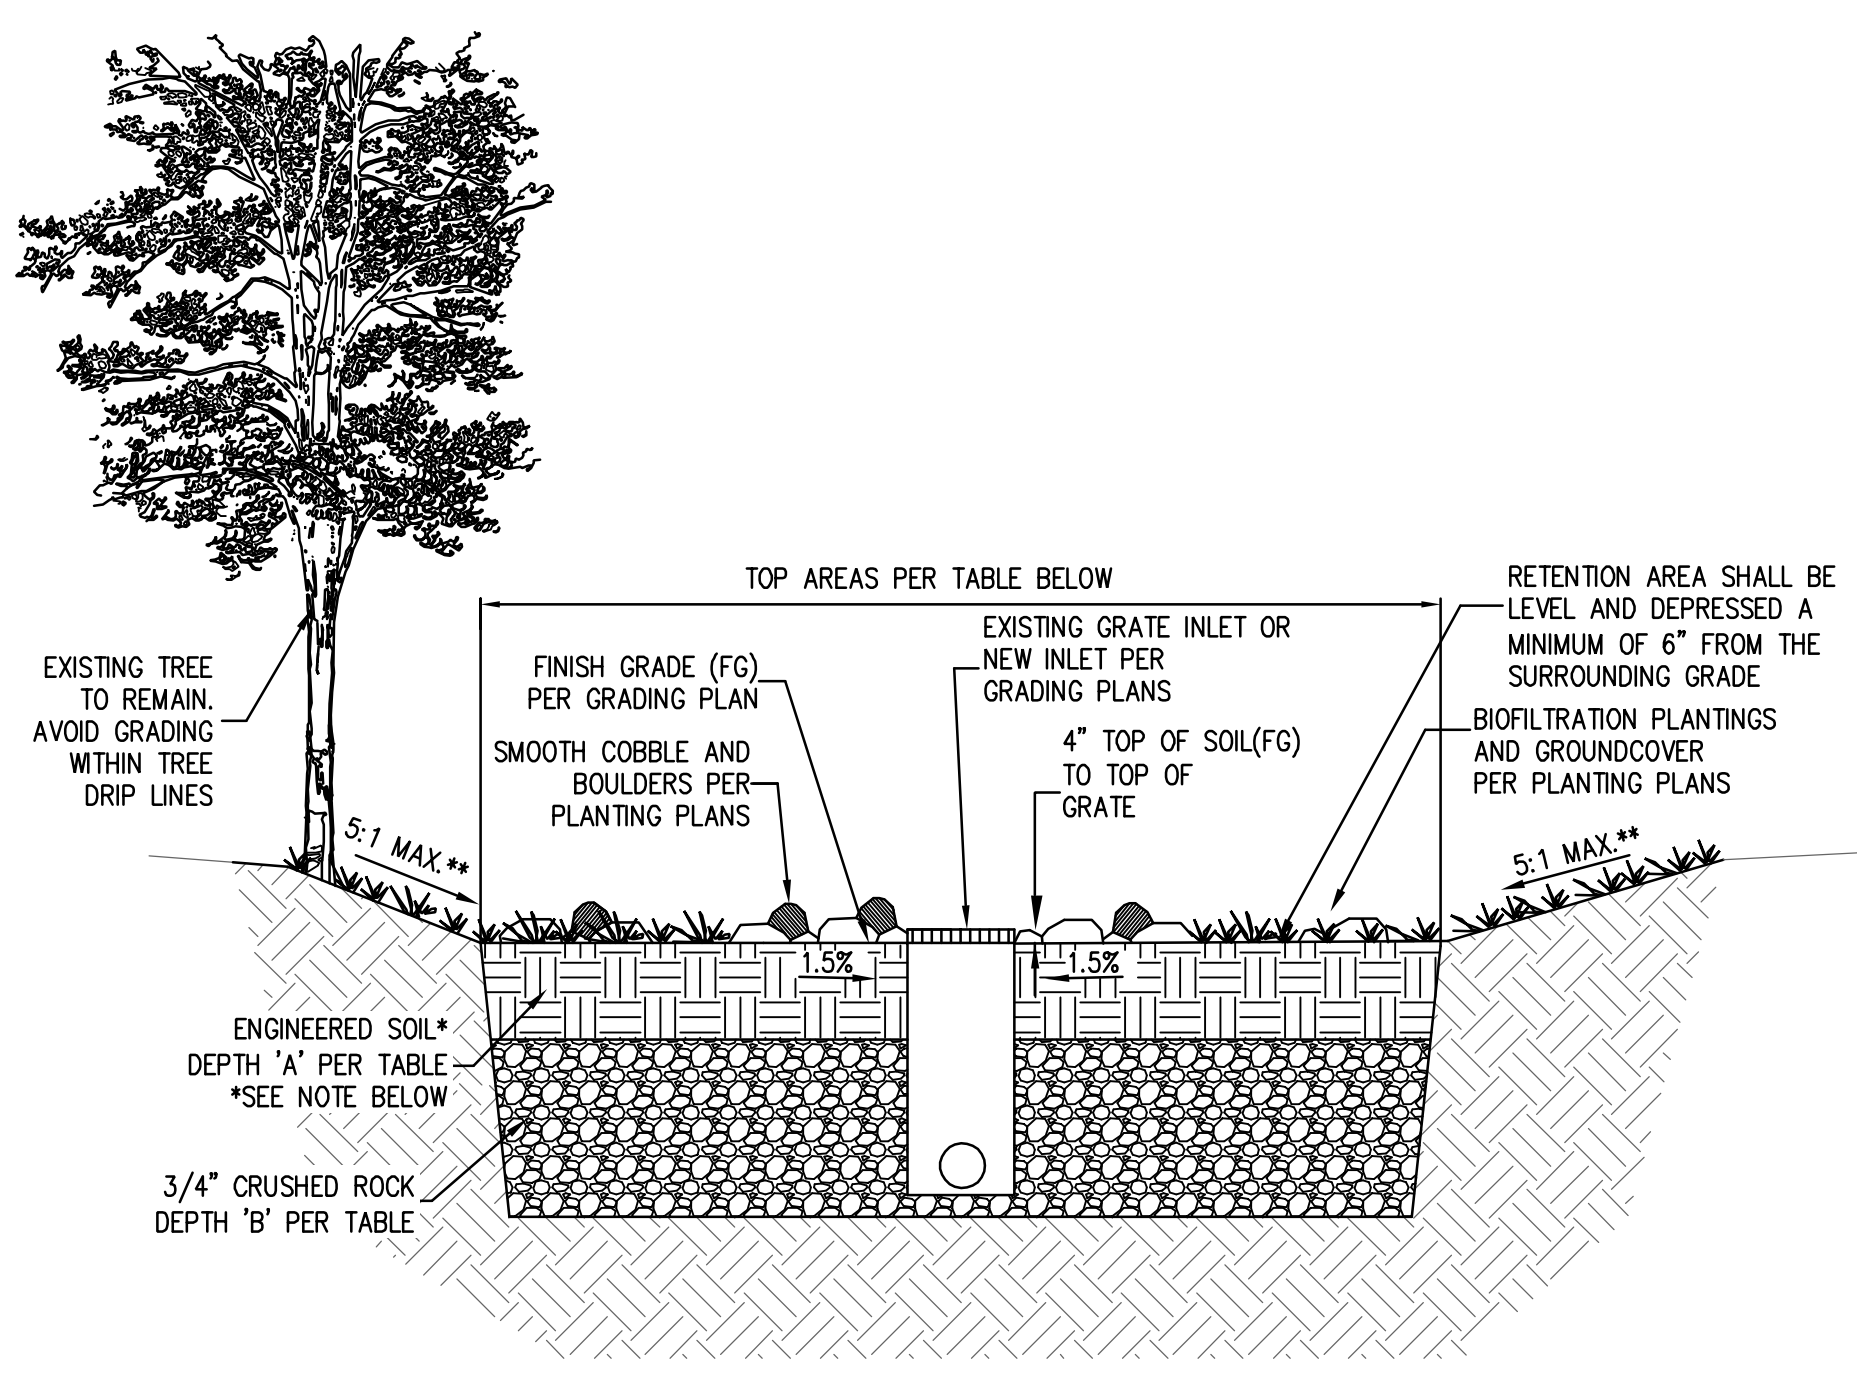 TOP AREAS PER TABLE BELOW
RETENTION AREA SHALL BE
LEVEL AND DEPRESSED A
MINIMUM OF 6" FROM THE
SURROUNDING GRADE
EXISTING GRATE INLET OR
NEW INLET PER
GRADING PLANS
FINISH GRADE (FG)
PER GRADING PLAN
EXISTING TREE
TO REMAIN.
AVOID GRADING
WITHIN TREE
DRIP LINES
SMOOTH COBBLE AND
BOULDERS PER
PLANTING PLANS
4" TOP OF SOIL(FG)
TO TOP OF
GRATE
BIOFILTRATION PLANTINGS
AND GROUNDCOVER
PER PLANTING PLANS
5:1 MAX.**
5:1 MAX.**
1.5%
1.5%
ENGINEERED SOIL*
DEPTH 'A' PER TABLE
*SEE NOTE BELOW
3/4" CRUSHED ROCK
DEPTH 'B' PER TABLE